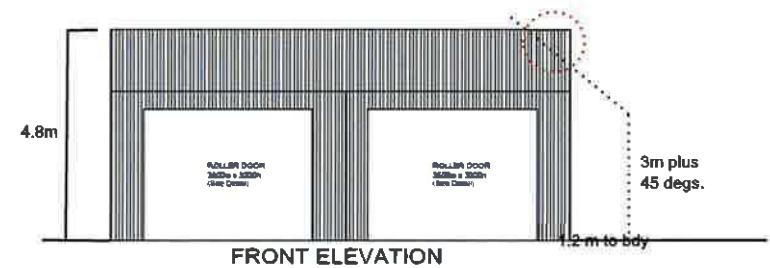 4.8m
ROLLER DOOR
ROLLER DOOR
3m plus
45 degs.
1.2 m to bdy
FRONT ELEVATION